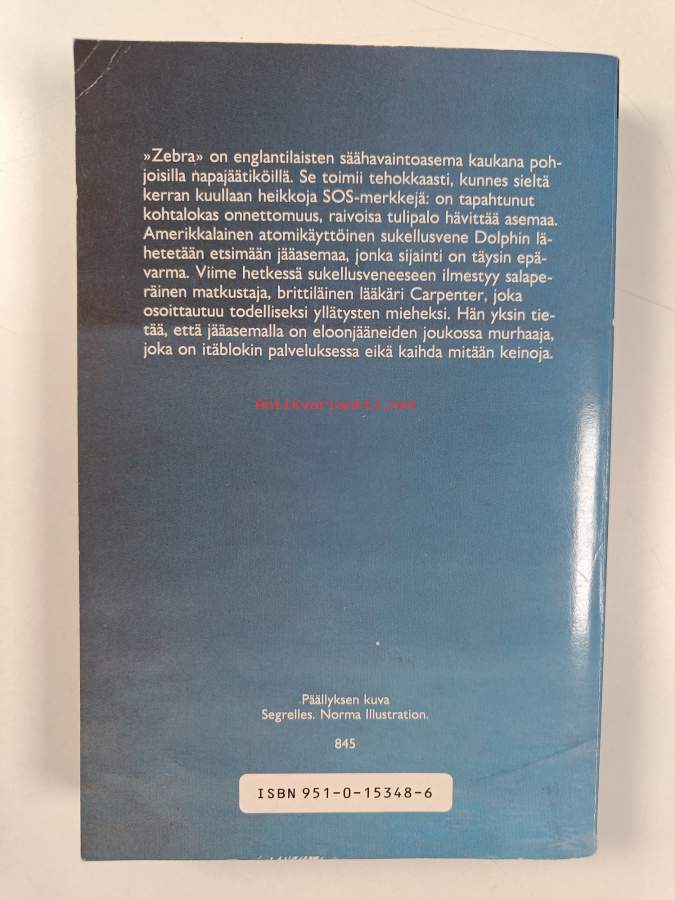 »Zebra» on englantilaisten säähavaintoasema kaukana poh-
joisilla napajäätiköillä. Se toimii tehokkaasti, kunnes sieltä
kerran kuullaan heikkoja SOS-merkkejä: on tapahtunut
kohtalokas onnettomuus, raivoisa tulipalo hävittää asemaa.
Amerikkalainen atomikäyttöinen sukellusvene Dolphin lä-
hetetään etsimään jääasemaa, jonka sijainti on täysin epä-
varma. Viime hetkessä sukellusveneeseen ilmestyy salape-
räinen matkustaja, brittiläinen lääkäri Carpenter, joka
osoittautuu todelliseksi yllätysten mieheksi. Hän yksin tie-
tää, että jääasemalla on eloonjääneiden joukossa murhaaja,
joka on itäblokin palveluksessa eikä kaihda mitään keinoja.
Antikvariaatti.net
Päällyksen kuva
Segrelles. Norma Illustration.
845
ISBN 951-0-15348-6